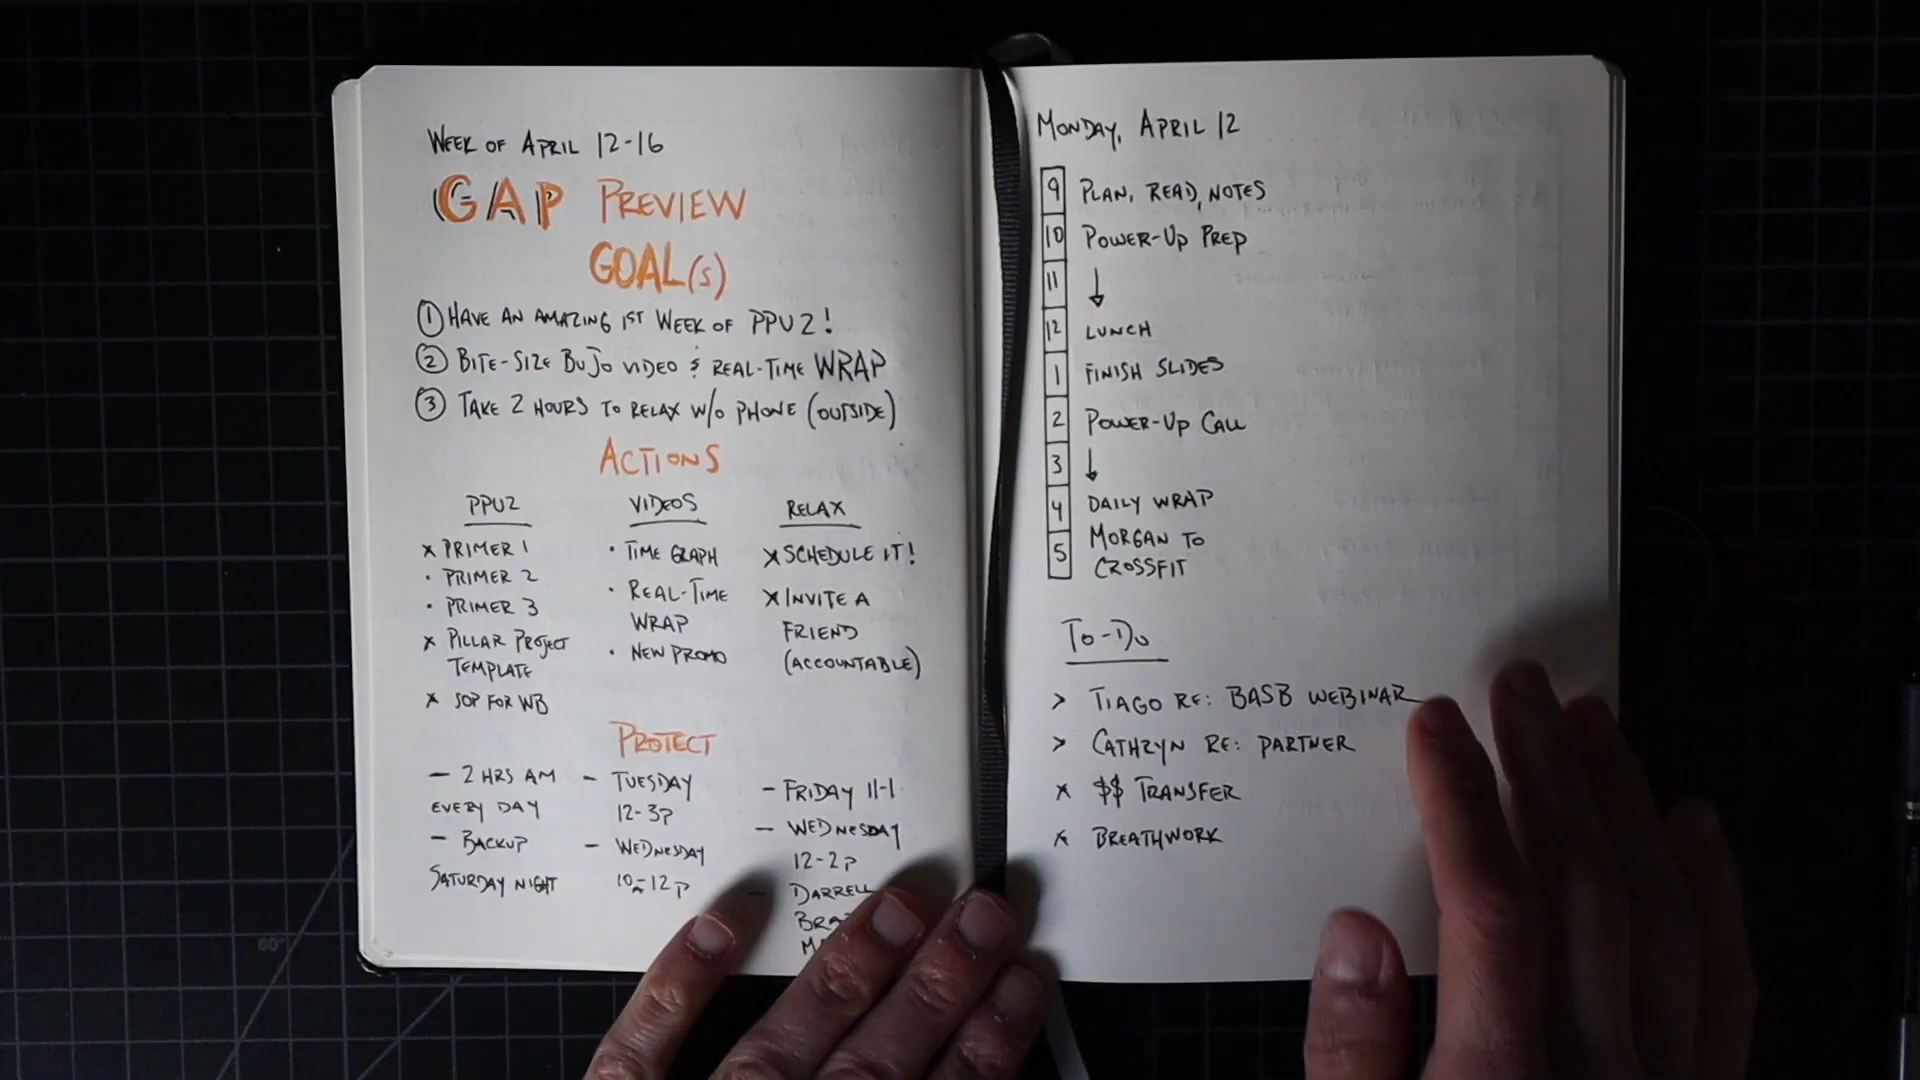 WEEK OF APRIL 12-16
GAP PREVIEW
GOAL(S)
① HAVE AN AMAZING 1ST WEEK OF PPU2!
② BITE-SIZE BUJO VIDEO & REAL-TIME WRAP
③ TAKE 2 HOURS TO RELAX W/O PHONE (OUTSIDE)
ACTIONS
PPU2
× PRIMER 1
· PRIMER 2
· PRIMER 3
× PILLAR PROJECT
TEMPLATE
× SOP FOR WB
VIDEOS
· TIME GRAPH
· REAL-TIME
WRAP
· NEW PROMO
RELAX
× SCHEDULE IT!
× INVITE A
FRIEND
(ACCOUNTABLE)
PROTECT
– 2 HRS AM
EVERY DAY
– BACKUP
SATURDAY NIGHT
– TUESDAY
12-3P
– WEDNESDAY
10-12P
– FRIDAY 11-1
– WEDNESDAY
12-2P
– DARRELL
MONDAY, APRIL 12
9 PLAN, READ, NOTES
10 POWER-UP PREP
11 ↓
12 LUNCH
1 FINISH SLIDES
2 POWER-UP CALL
3 ↓
4 DAILY WRAP
5 MORGAN TO
CROSSFIT
TO-DO
> TIAGO RE: BASB WEBINAR
> CATHRYN RE: PARTNER
× $$ TRANSFER
× BREATHWORK
60°